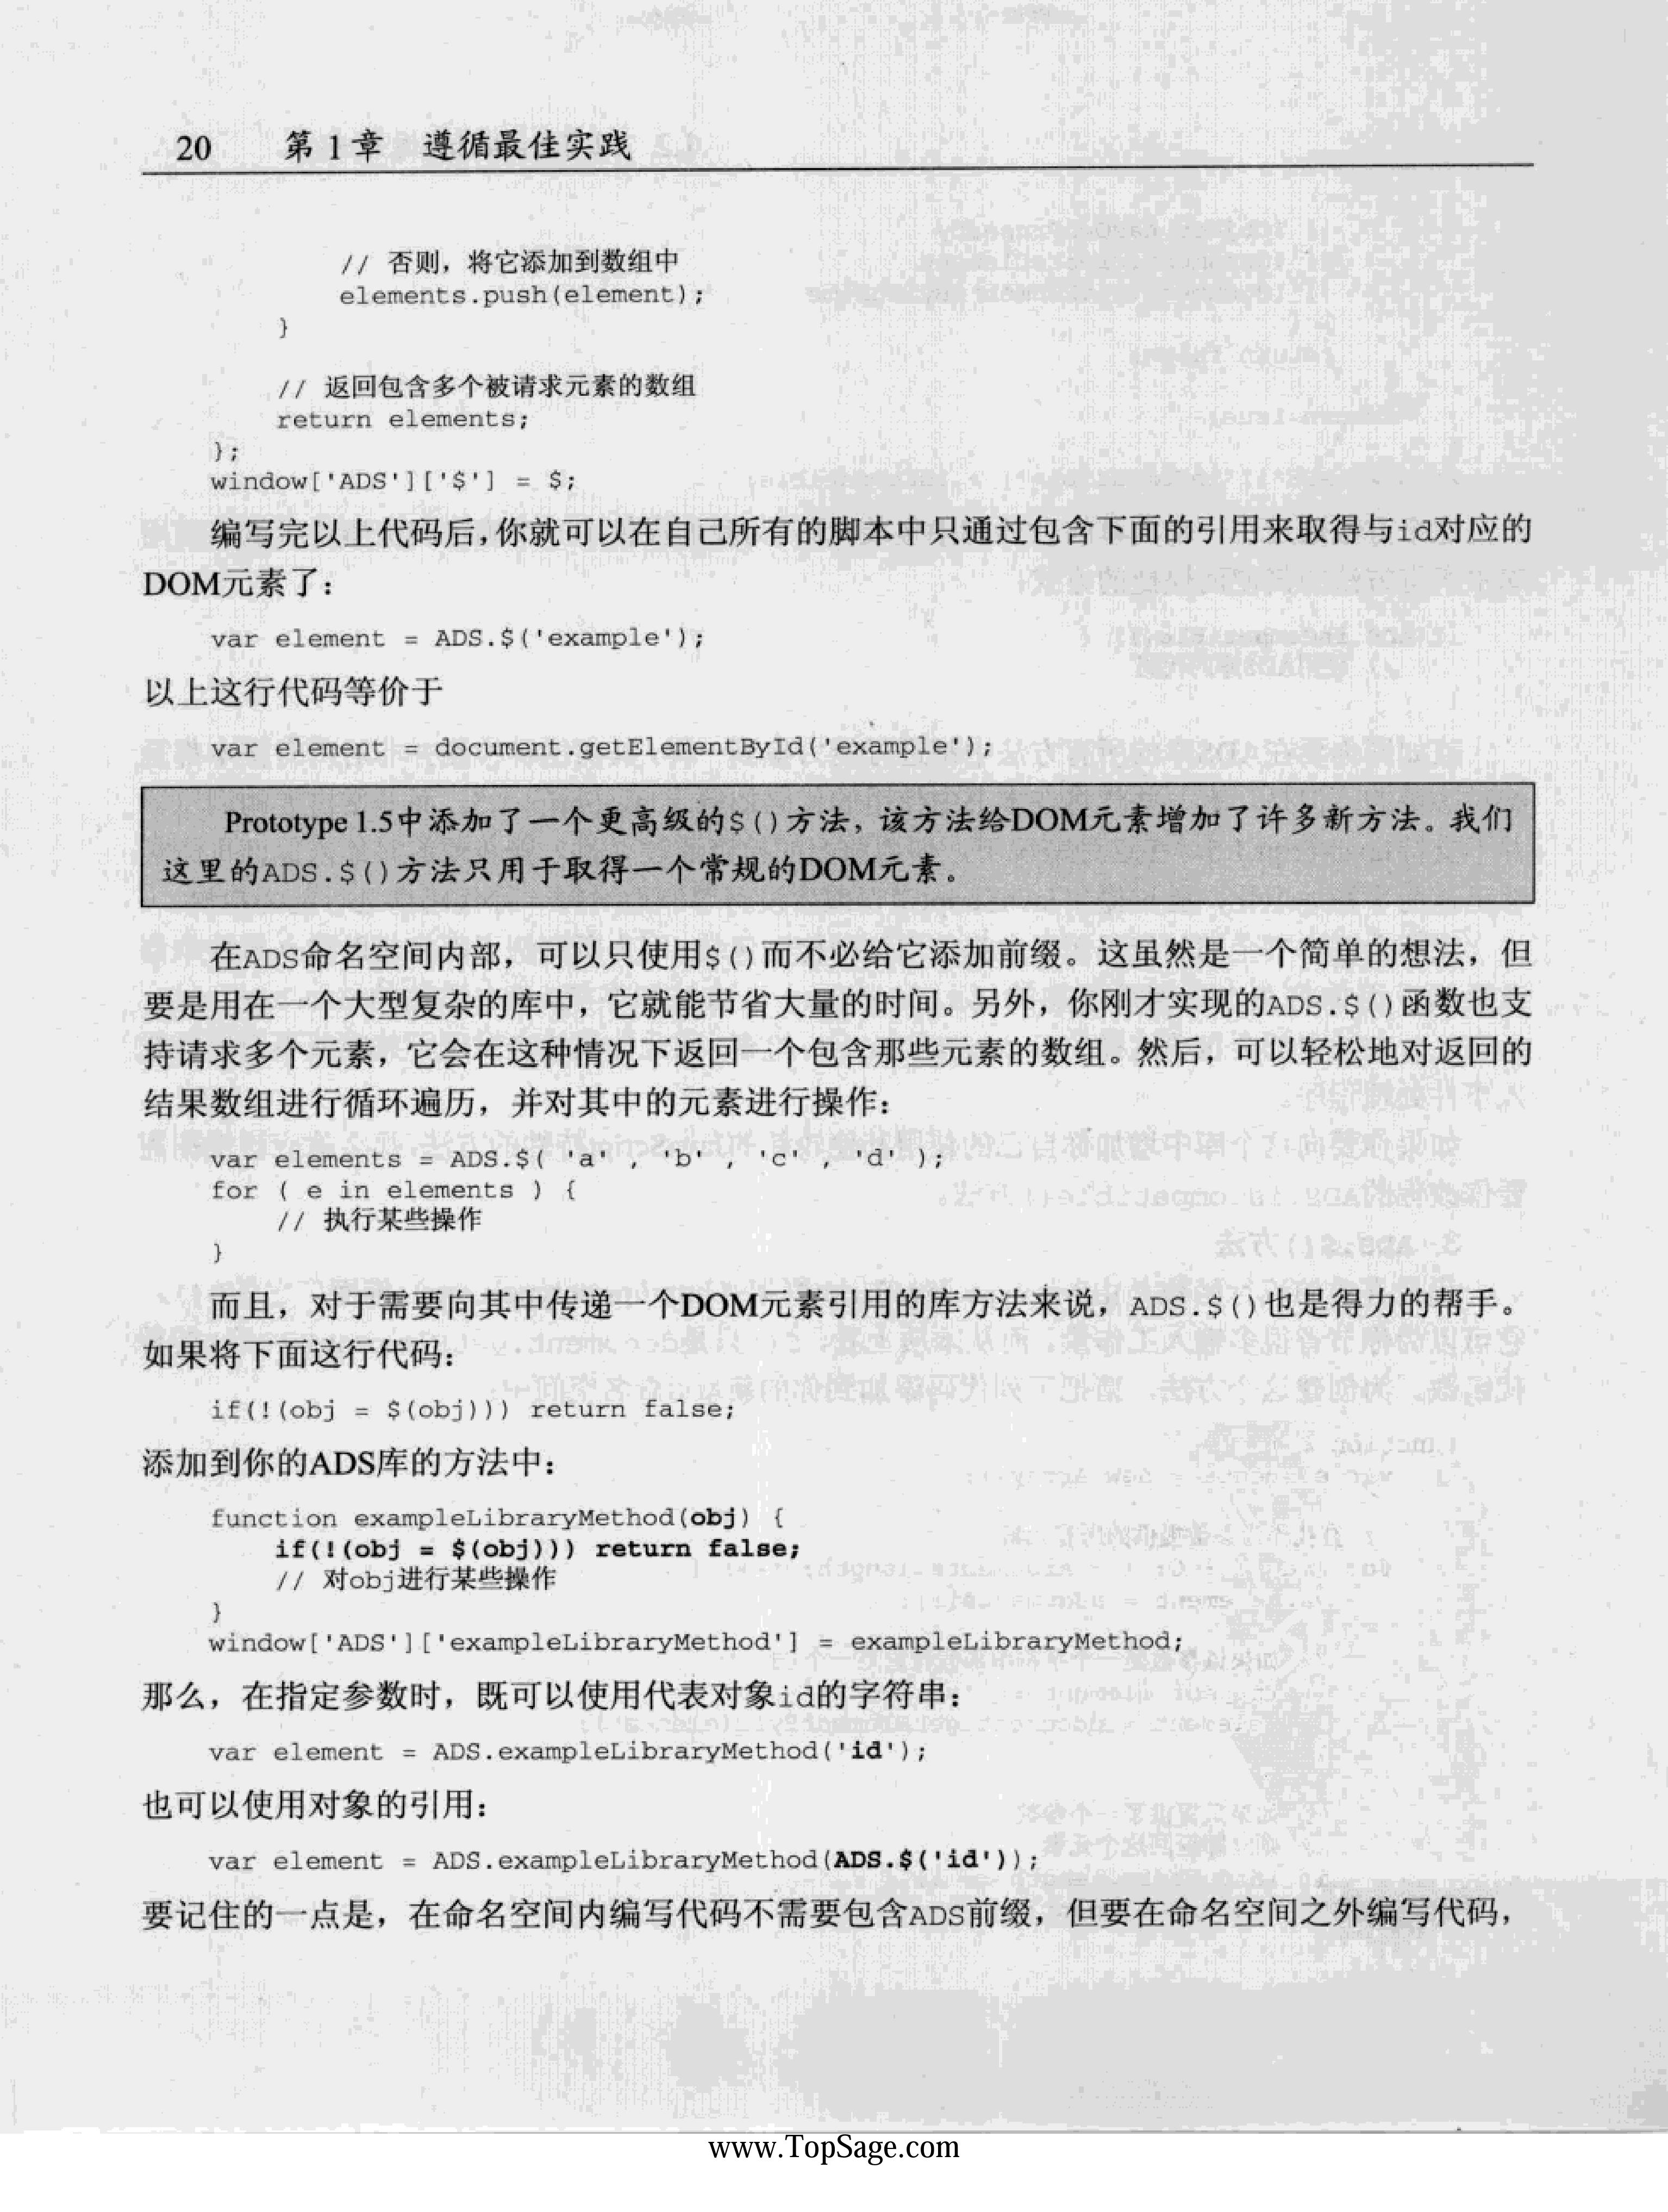 20 第 1 章 遵循最佳实践
// 否则，将它添加到数组中
elements.push(element);
}
// 返回包含多个被请求元素的数组
return elements;
};
window['ADS']['$'] = $;
编写完以上代码后，你就可以在自己所有的脚本中只通过包含下面的引用来取得与id对应的
DOM元素了：
var element = ADS.$('example');
以上这行代码等价于
var element = document.getElementById('example');
Prototype 1.5中添加了一个更高级的$()方法，该方法给DOM元素增加了许多新方法。我们
这里的ADS.$()方法只用于取得一个常规的DOM元素。
在ADS命名空间内部，可以只使用$()而不必给它添加前缀。这虽然是一个简单的想法，但
要是用在一个大型复杂的库中，它就能节省大量的时间。另外，你刚才实现的ADS.$()函数也支
持请求多个元素，它会在这种情况下返回一个包含那些元素的数组。然后，可以轻松地对返回的
结果数组进行循环遍历，并对其中的元素进行操作：
var elements = ADS.$( 'a' , 'b' , 'c' , 'd' );
for ( e in elements ) {
// 执行某些操作
}
而且，对于需要向其中传递一个DOM元素引用的库方法来说，ADS.$()也是得力的帮手。
如果将下面这行代码：
if(!(obj = $(obj))) return false;
添加到你的ADS库的方法中：
function exampleLibraryMethod(obj) {
if(!(obj = $(obj))) return false;
// 对obj进行某些操作
}
window['ADS']['exampleLibraryMethod'] = exampleLibraryMethod;
那么，在指定参数时，既可以使用代表对象id的字符串：
var element = ADS.exampleLibraryMethod('id');
也可以使用对象的引用：
var element = ADS.exampleLibraryMethod(ADS.$('id'));
要记住的一点是，在命名空间内编写代码不需要包含ADS前缀，但要在命名空间之外编写代码，
www.TopSage.com